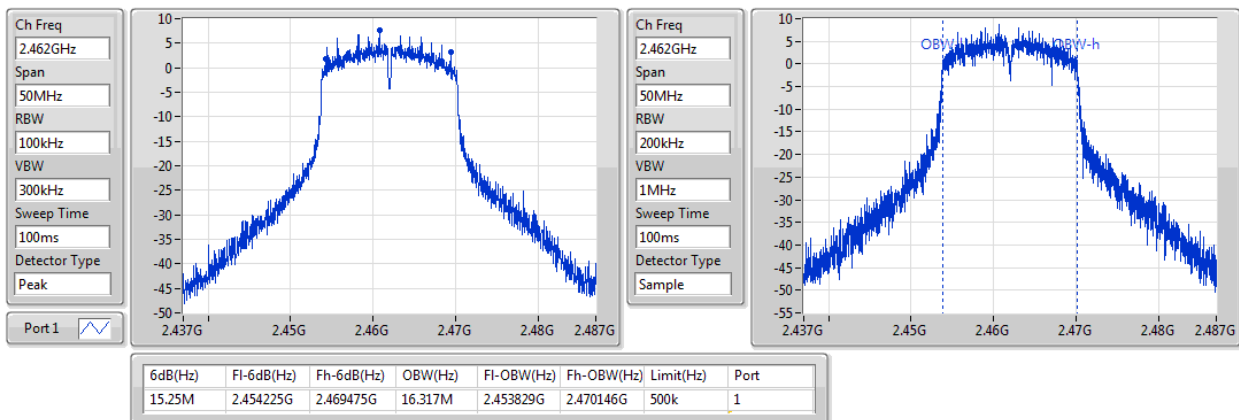 Ch Freq
2.462GHz
Span
50MHz
RBW
100kHz
VBW
300kHz
Sweep Time
100ms
Detector Type
Peak
Port 1
10
5
0
-5
-10
-15
-20
-25
-30
-35
-40
-45
-50
2.437G 2.45G 2.46G 2.47G 2.48G 2.487G
Ch Freq
2.462GHz
Span
50MHz
RBW
200kHz
VBW
1MHz
Sweep Time
100ms
Detector Type
Sample
10
5
0
-5
-10
-15
-20
-25
-30
-35
-40
-45
-50
-55
OBW OBW-h
2.437G 2.45G 2.46G 2.47G 2.48G 2.487G
6dB(Hz) Fl-6dB(Hz) Fh-6dB(Hz) OBW(Hz) Fl-OBW(Hz) Fh-OBW(Hz) Limit(Hz) Port
15.25M 2.454225G 2.469475G 16.317M 2.453829G 2.470146G 500k 1